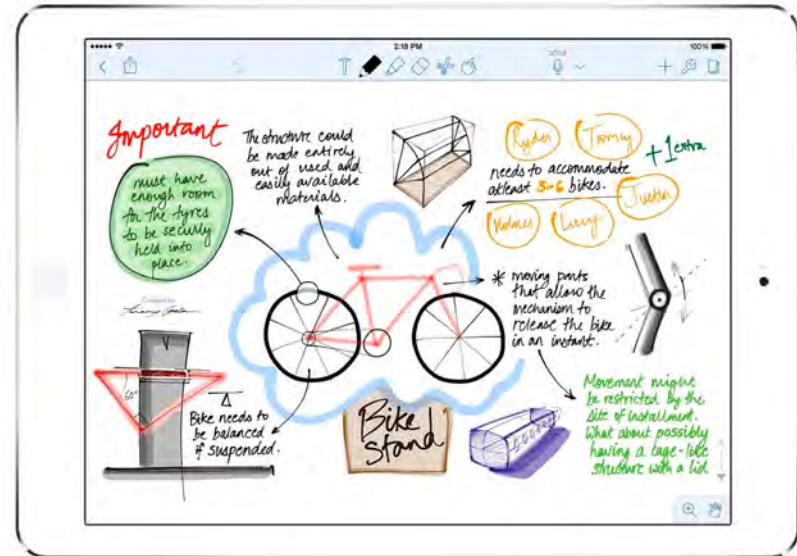 2:18 PM
100%
T
Important
must have
enough room
for the tyres
to be securly
held into
place.
The structure could
be made entirely
out of used and
easily available
materials.
Ryder
Tommy
+1 extra
needs to accommodate
atleast 5-6 bikes.
Justin
Holmes
* moving parts
that allow the
mechanism to
release the bike
in an instant.
60°
Bike needs to
be balanced
if suspended.
Bike
Stand
Movement might
be restricted by the
site of installment.
What about possibly
having a cage-like
structure with a lid